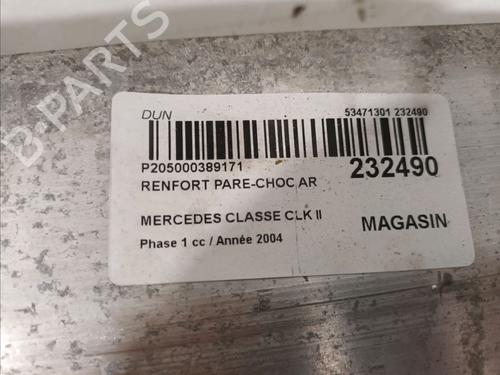 B-PARTS
DUN
53471301 232490
P205000389171
232490
RENFORT PARE-CHOC AR
MERCEDES CLASSE CLK II
MAGASIN
Phase 1 cc / Année 2004